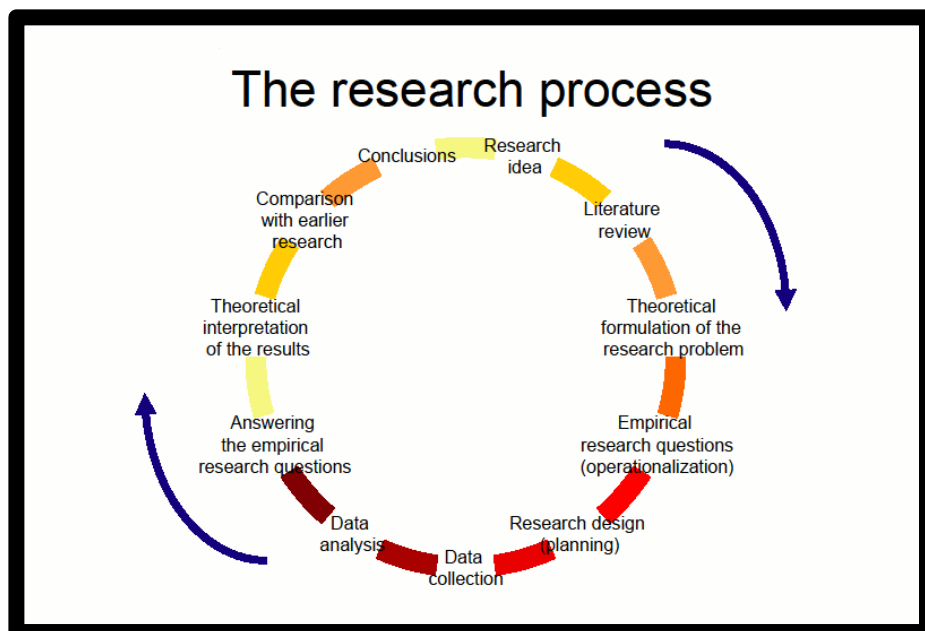 The research process
Research
idea
Literature
review
Theoretical
formulation of the
research problem
Empirical
research questions
(operationalization)
Research design
(planning)
Data
collection
Data
analysis
Answering
the empirical
research questions
Theoretical
interpretation
of the results
Comparison
with earlier
research
Conclusions